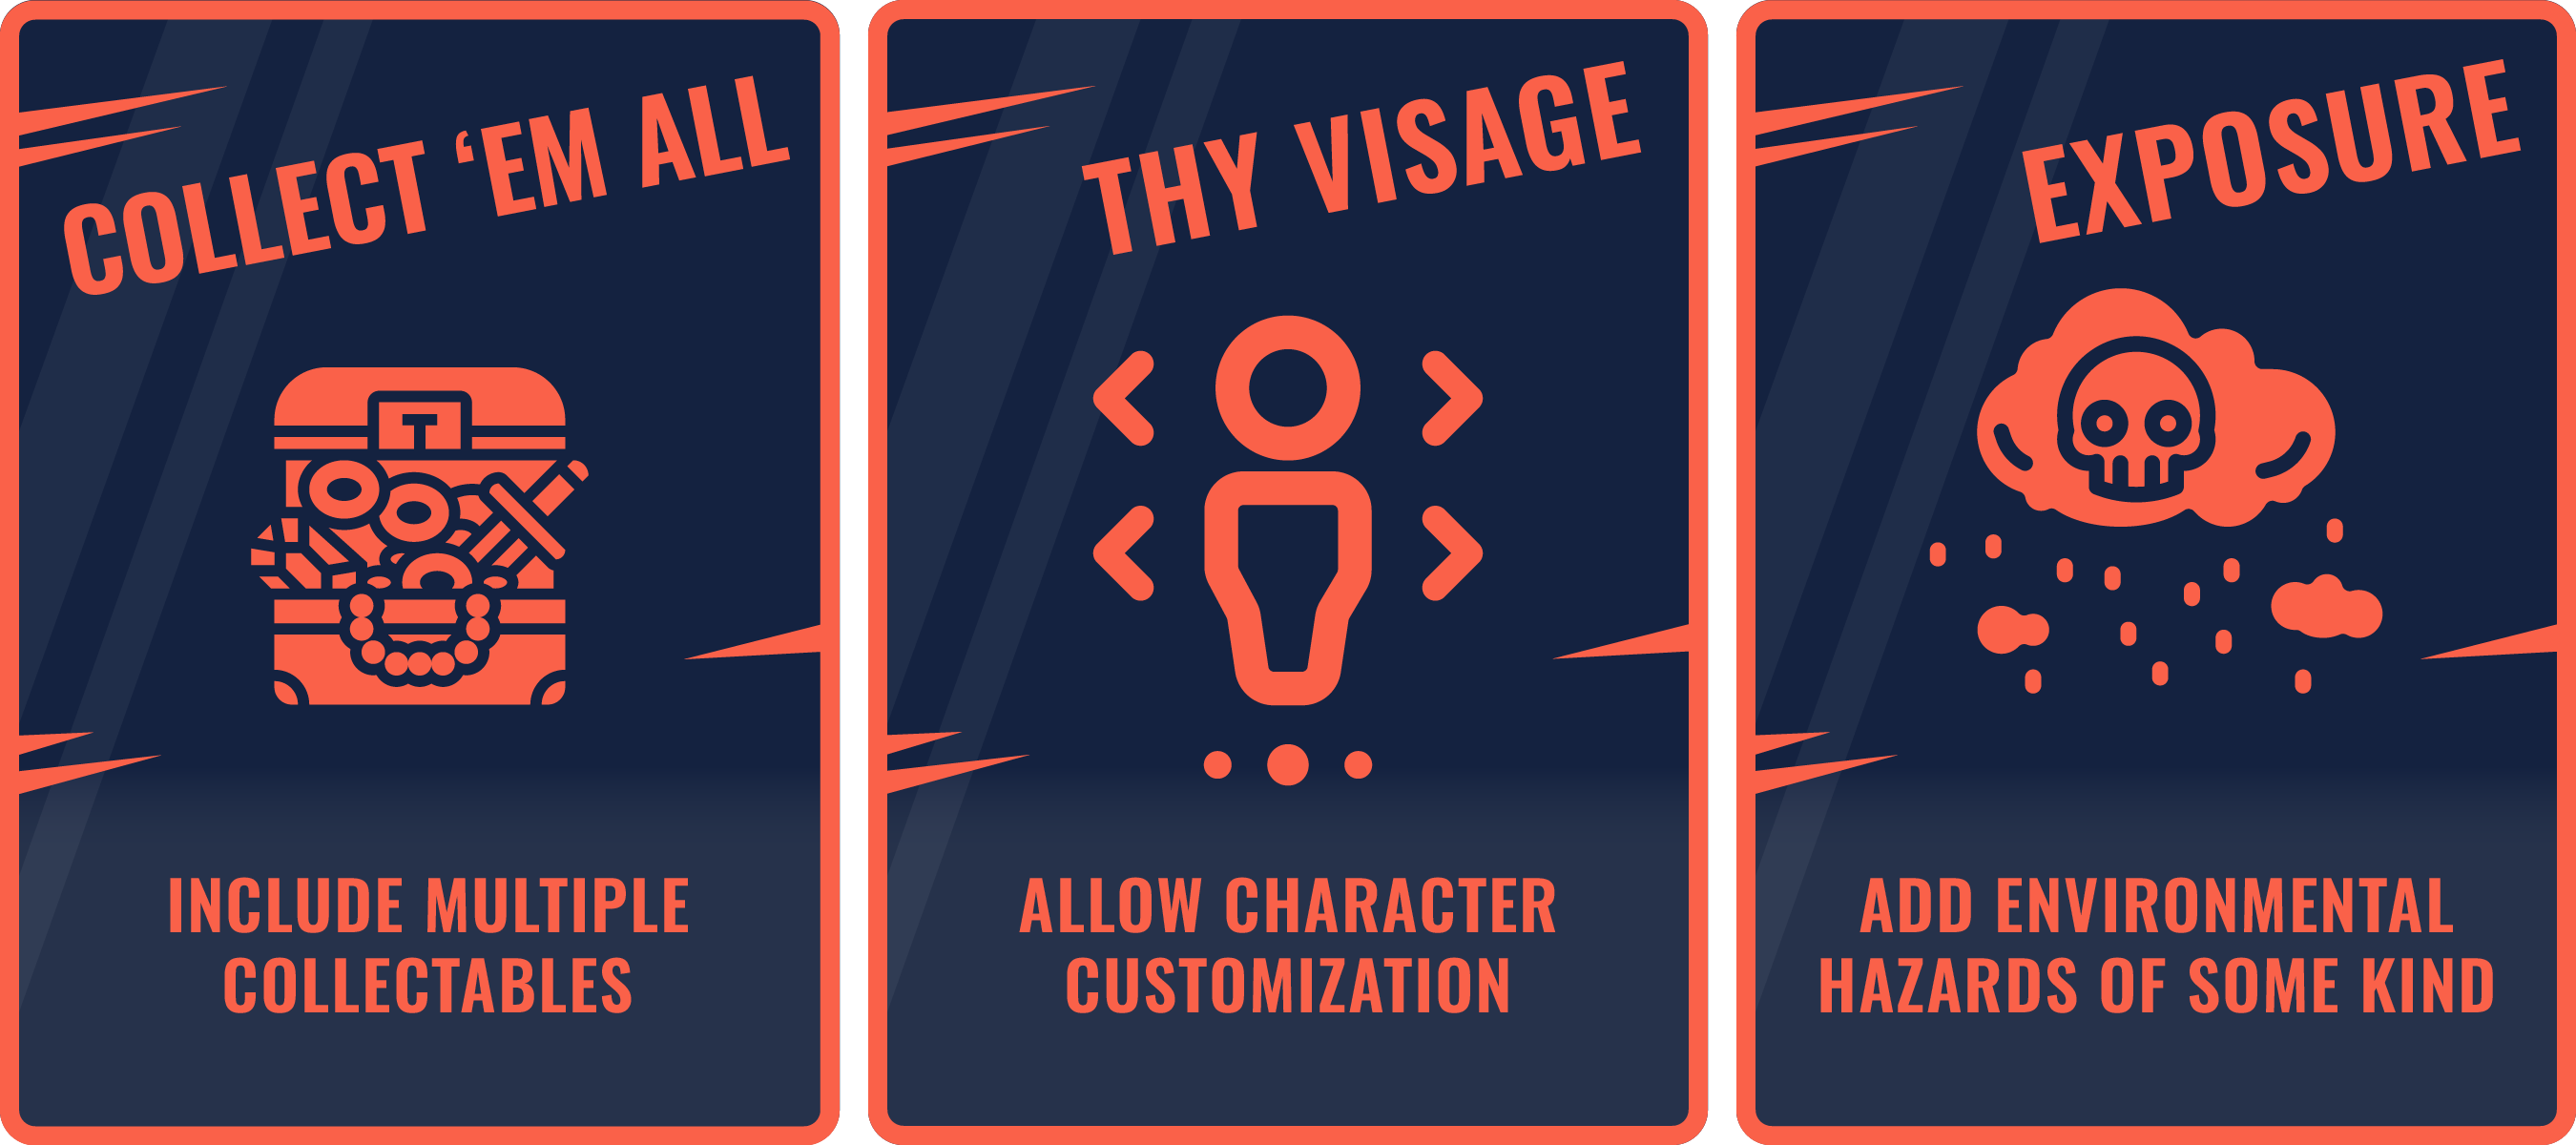 COLLECT ‘EM ALL
T
INCLUDE MULTIPLE
COLLECTABLES
THY VISAGE
ALLOW CHARACTER
CUSTOMIZATION
EXPOSURE
ADD ENVIRONMENTAL
HAZARDS OF SOME KIND